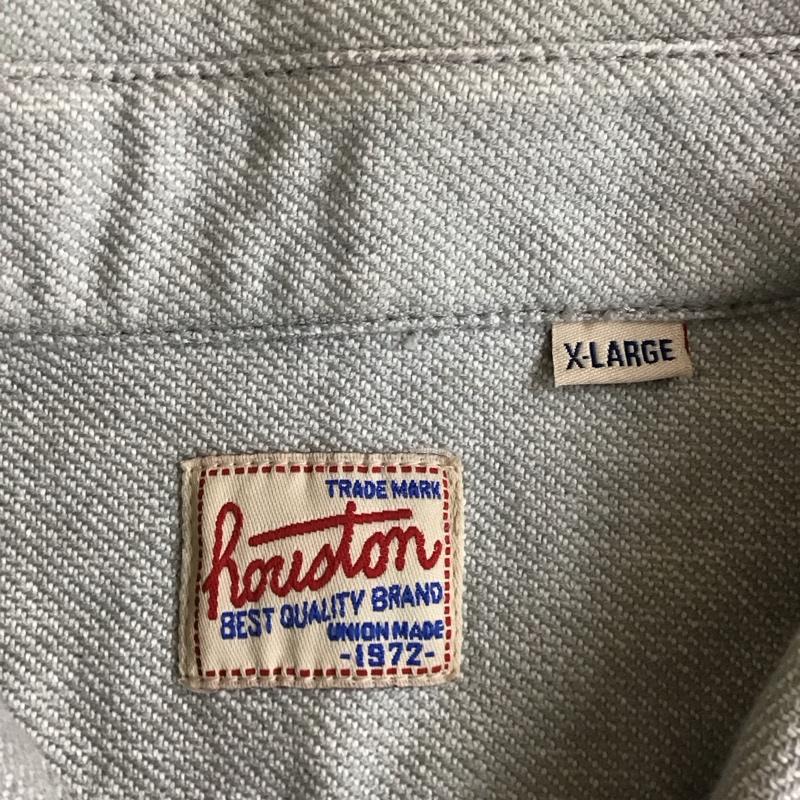 X-LARGE
TRADE MARK
houston
BEST QUALITY BRAND
UNION MADE
-1972-